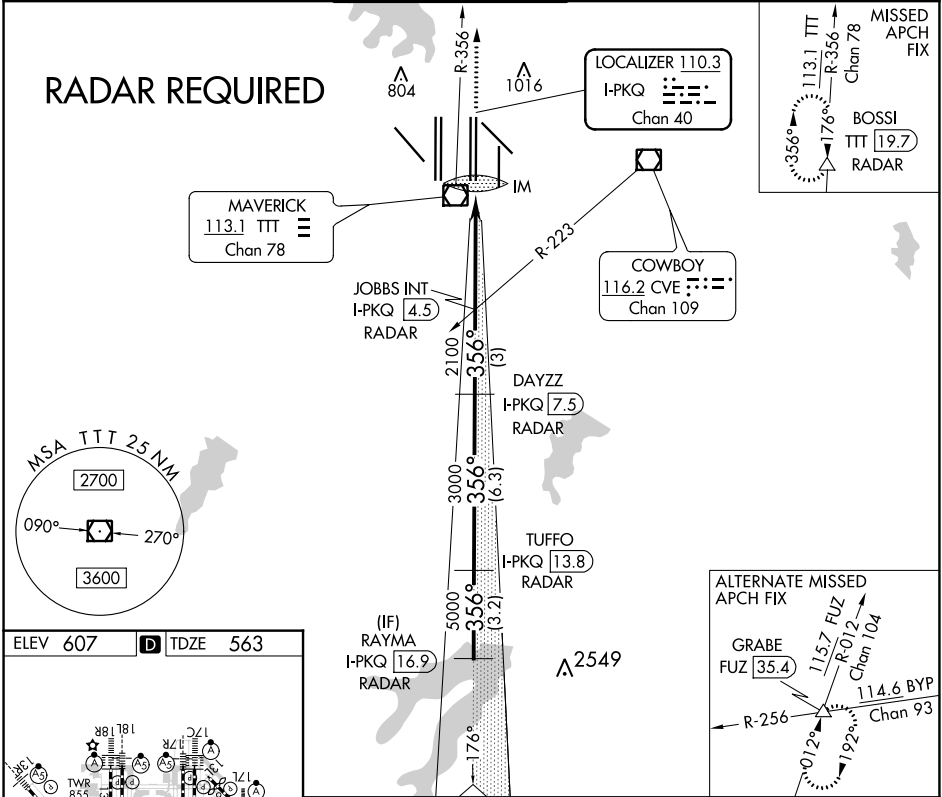 RADAR REQUIRED
R-356
804
1016
LOCALIZER 110.3
I-PKQ
Chan 40
MISSED
APCH
FIX
113.1 TTT
R-356
Chan 78
356°
176°
BOSSI
TTT 19.7
RADAR
IM
MAVERICK
113.1 TTT
Chan 78
R-223
COWBOY
116.2 CVE
Chan 109
JOBBS INT
I-PKQ 4.5
RADAR
2100
356°
(3)
DAYZZ
I-PKQ 7.5
RADAR
3000
356°
(6.3)
TUFFO
I-PKQ 13.8
RADAR
5000
356°
(3.2)
(IF)
RAYMA
I-PKQ 16.9
RADAR
2549
176°
MSA TTT 25 NM
2700
090°
270°
3600
ELEV 607
D
TDZE 563
18R
18L
17R
17C
13R
17L
A
A5
A5
A
A5
A
P
P
P
P
P
TWR
855
ALTERNATE MISSED
APCH FIX
GRABE
FUZ 35.4
115.7 FUZ
R-012
Chan 104
114.6 BYP
Chan 93
R-256
012°
192°